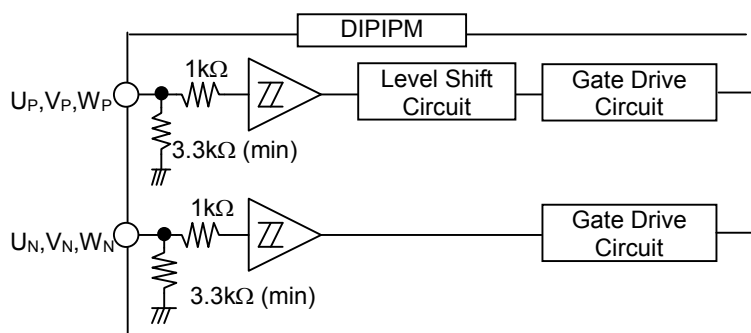 DIPIPM
1kΩ
Level Shift
Circuit
Gate Drive
Circuit
UP,VP,WP
3.3kΩ (min)
1kΩ
Gate Drive
Circuit
UN,VN,WN
3.3kΩ (min)